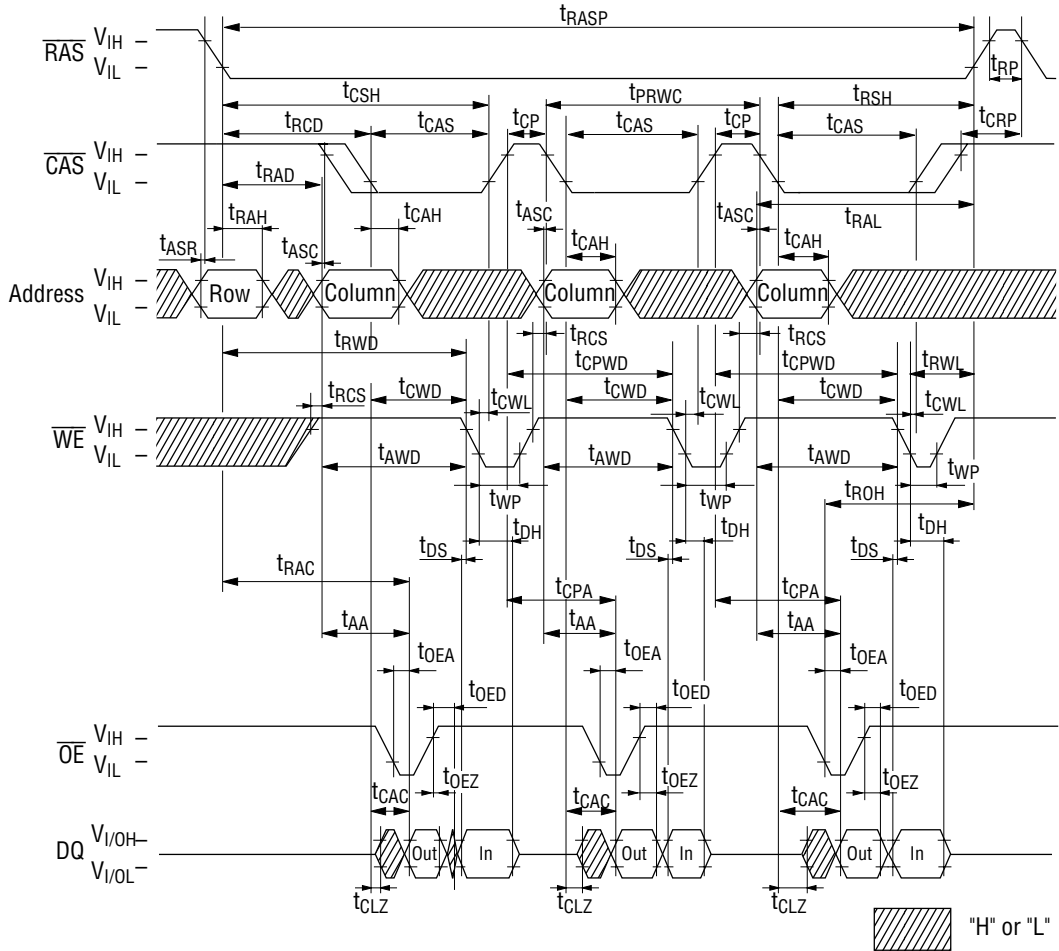 tRASP
RAS VIH
VIL
tRP
tCSH tPRWC tRSH
tRCD tCAS tCP tCAS tCP tCAS tCRP
CAS VIH
VIL
tRAD
tRAL
tRAH tCAH tASC tASC
tASR tASC tCAH tCAH
Address VIH
VIL
Row Column Column Column
tRWD tRCS tRCS
tCPWD tCPWD tRWL
tRCS tCWD tCWL tCWD tCWL tCWD tCWL
WE VIH
VIL
tAWD tAWD tAWD
tWP tWP tWP
tROH
tDH tDH tDH
tDS tDS tDS
tRAC
tCPA tCPA
tAA tAA tAA
tOEA tOEA tOEA
tOED tOED tOED
OE VIH
VIL
tOEZ tOEZ tOEZ
tCAC tCAC tCAC
DQ VI/OH
VI/OL
Out In Out In Out In
tCLZ tCLZ tCLZ
"H" or "L"